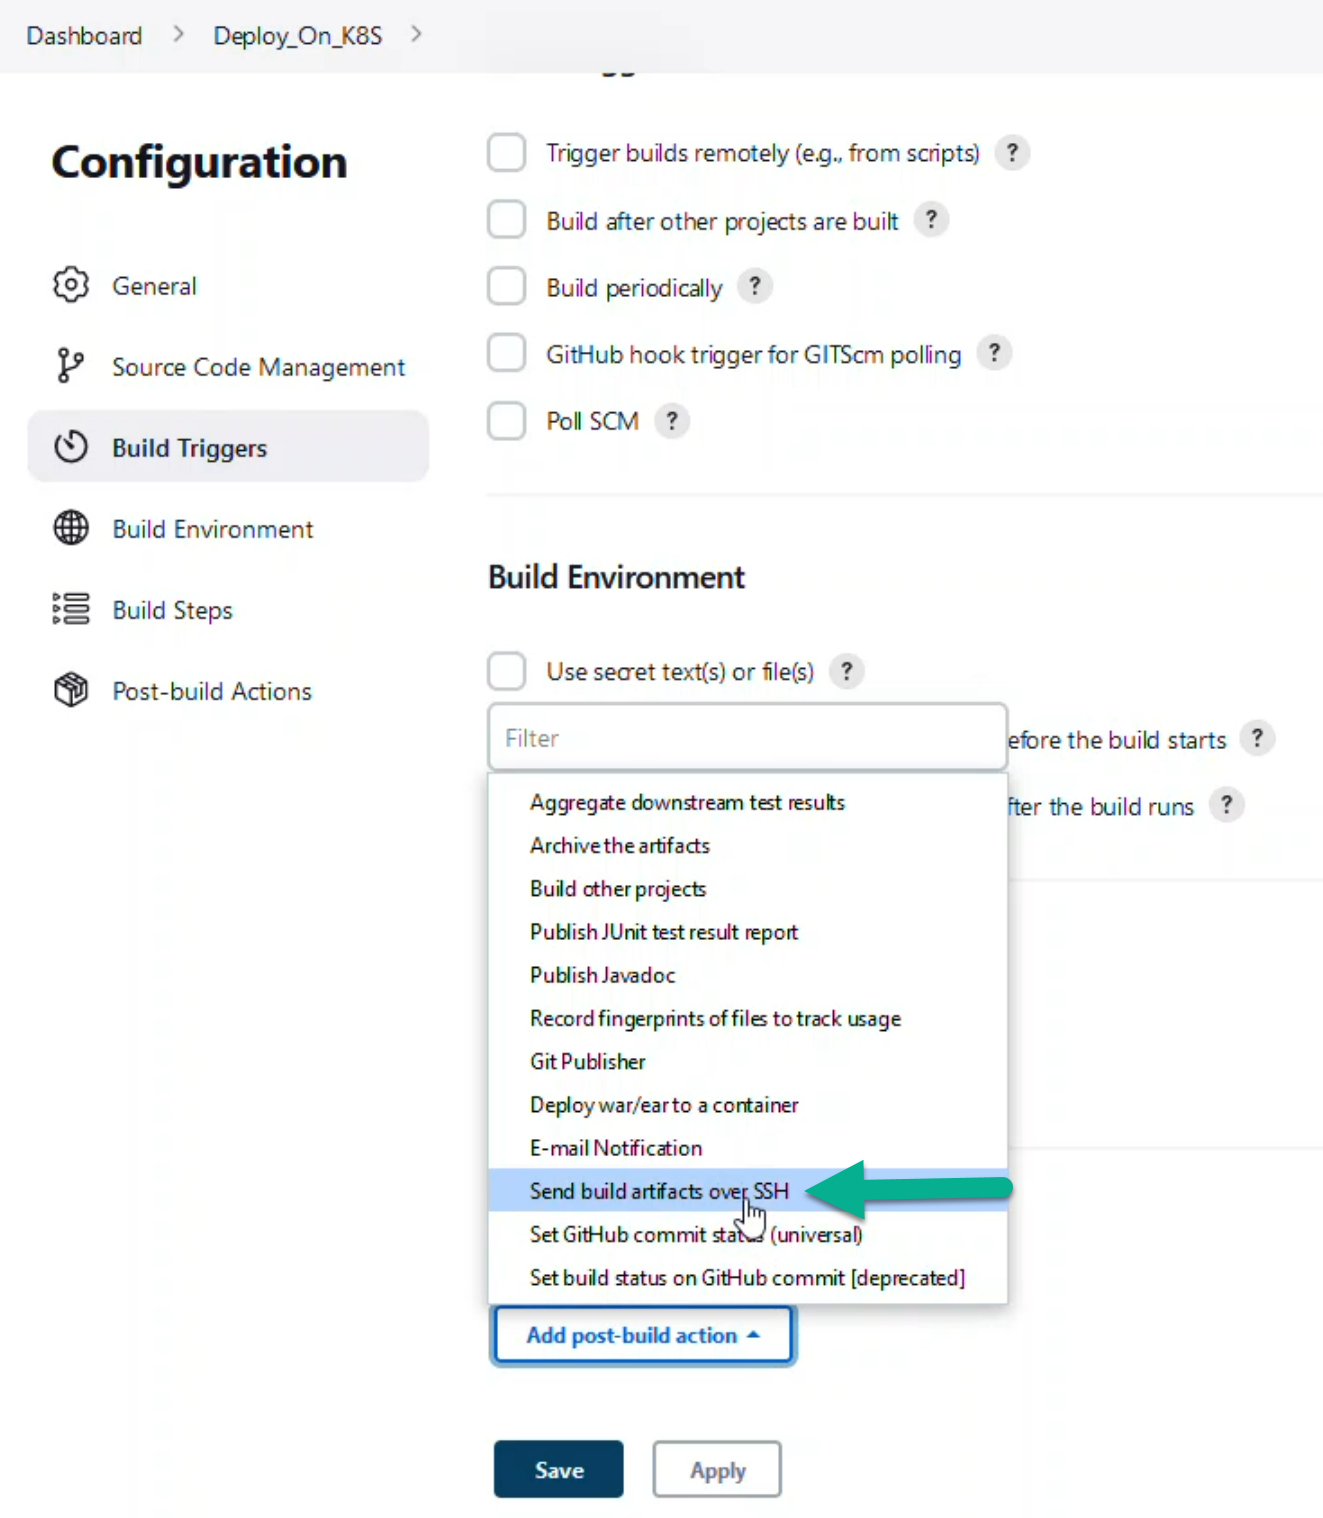 Dashboard > Deploy_On_K8S >
Configuration
General
Source Code Management
Build Triggers
Build Environment
Build Steps
Post-build Actions
Trigger builds remotely (e.g., from scripts) ?
Build after other projects are built ?
Build periodically ?
GitHub hook trigger for GITScm polling ?
Poll SCM ?
Build Environment
Use secret text(s) or file(s) ?
Filter
efore the build starts ?
fter the build runs ?
Aggregate downstream test results
Archive the artifacts
Build other projects
Publish JUnit test result report
Publish Javadoc
Record fingerprints of files to track usage
Git Publisher
Deploy war/ear to a container
E-mail Notification
Send build artifacts over SSH
Set GitHub commit status (universal)
Set build status on GitHub commit [deprecated]
Add post-build action
Save
Apply